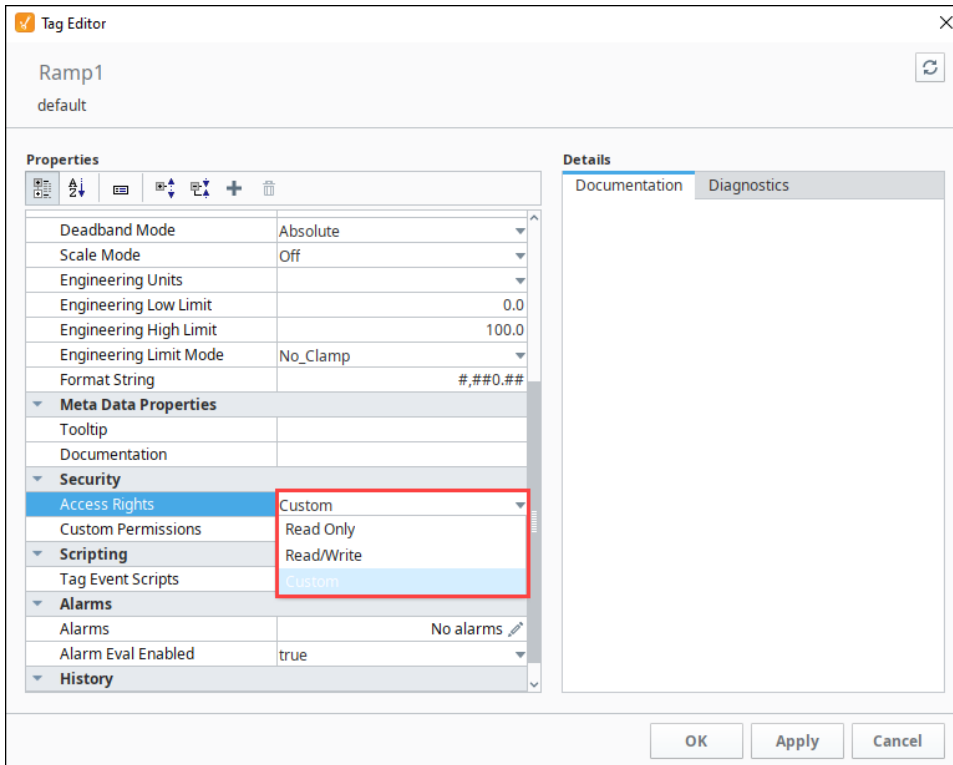 Tag Editor
Ramp1
default
Properties
Details
Documentation Diagnostics
Deadband Mode Absolute
Scale Mode Off
Engineering Units
Engineering Low Limit 0.0
Engineering High Limit 100.0
Engineering Limit Mode No_Clamp
Format String #,##0.##
Meta Data Properties
Tooltip
Documentation
Security
Access Rights Custom
Read Only
Custom Permissions
Read/Write
Scripting
Tag Event Scripts Custom
Alarms
Alarms No alarms
Alarm Eval Enabled true
History
OK Apply Cancel